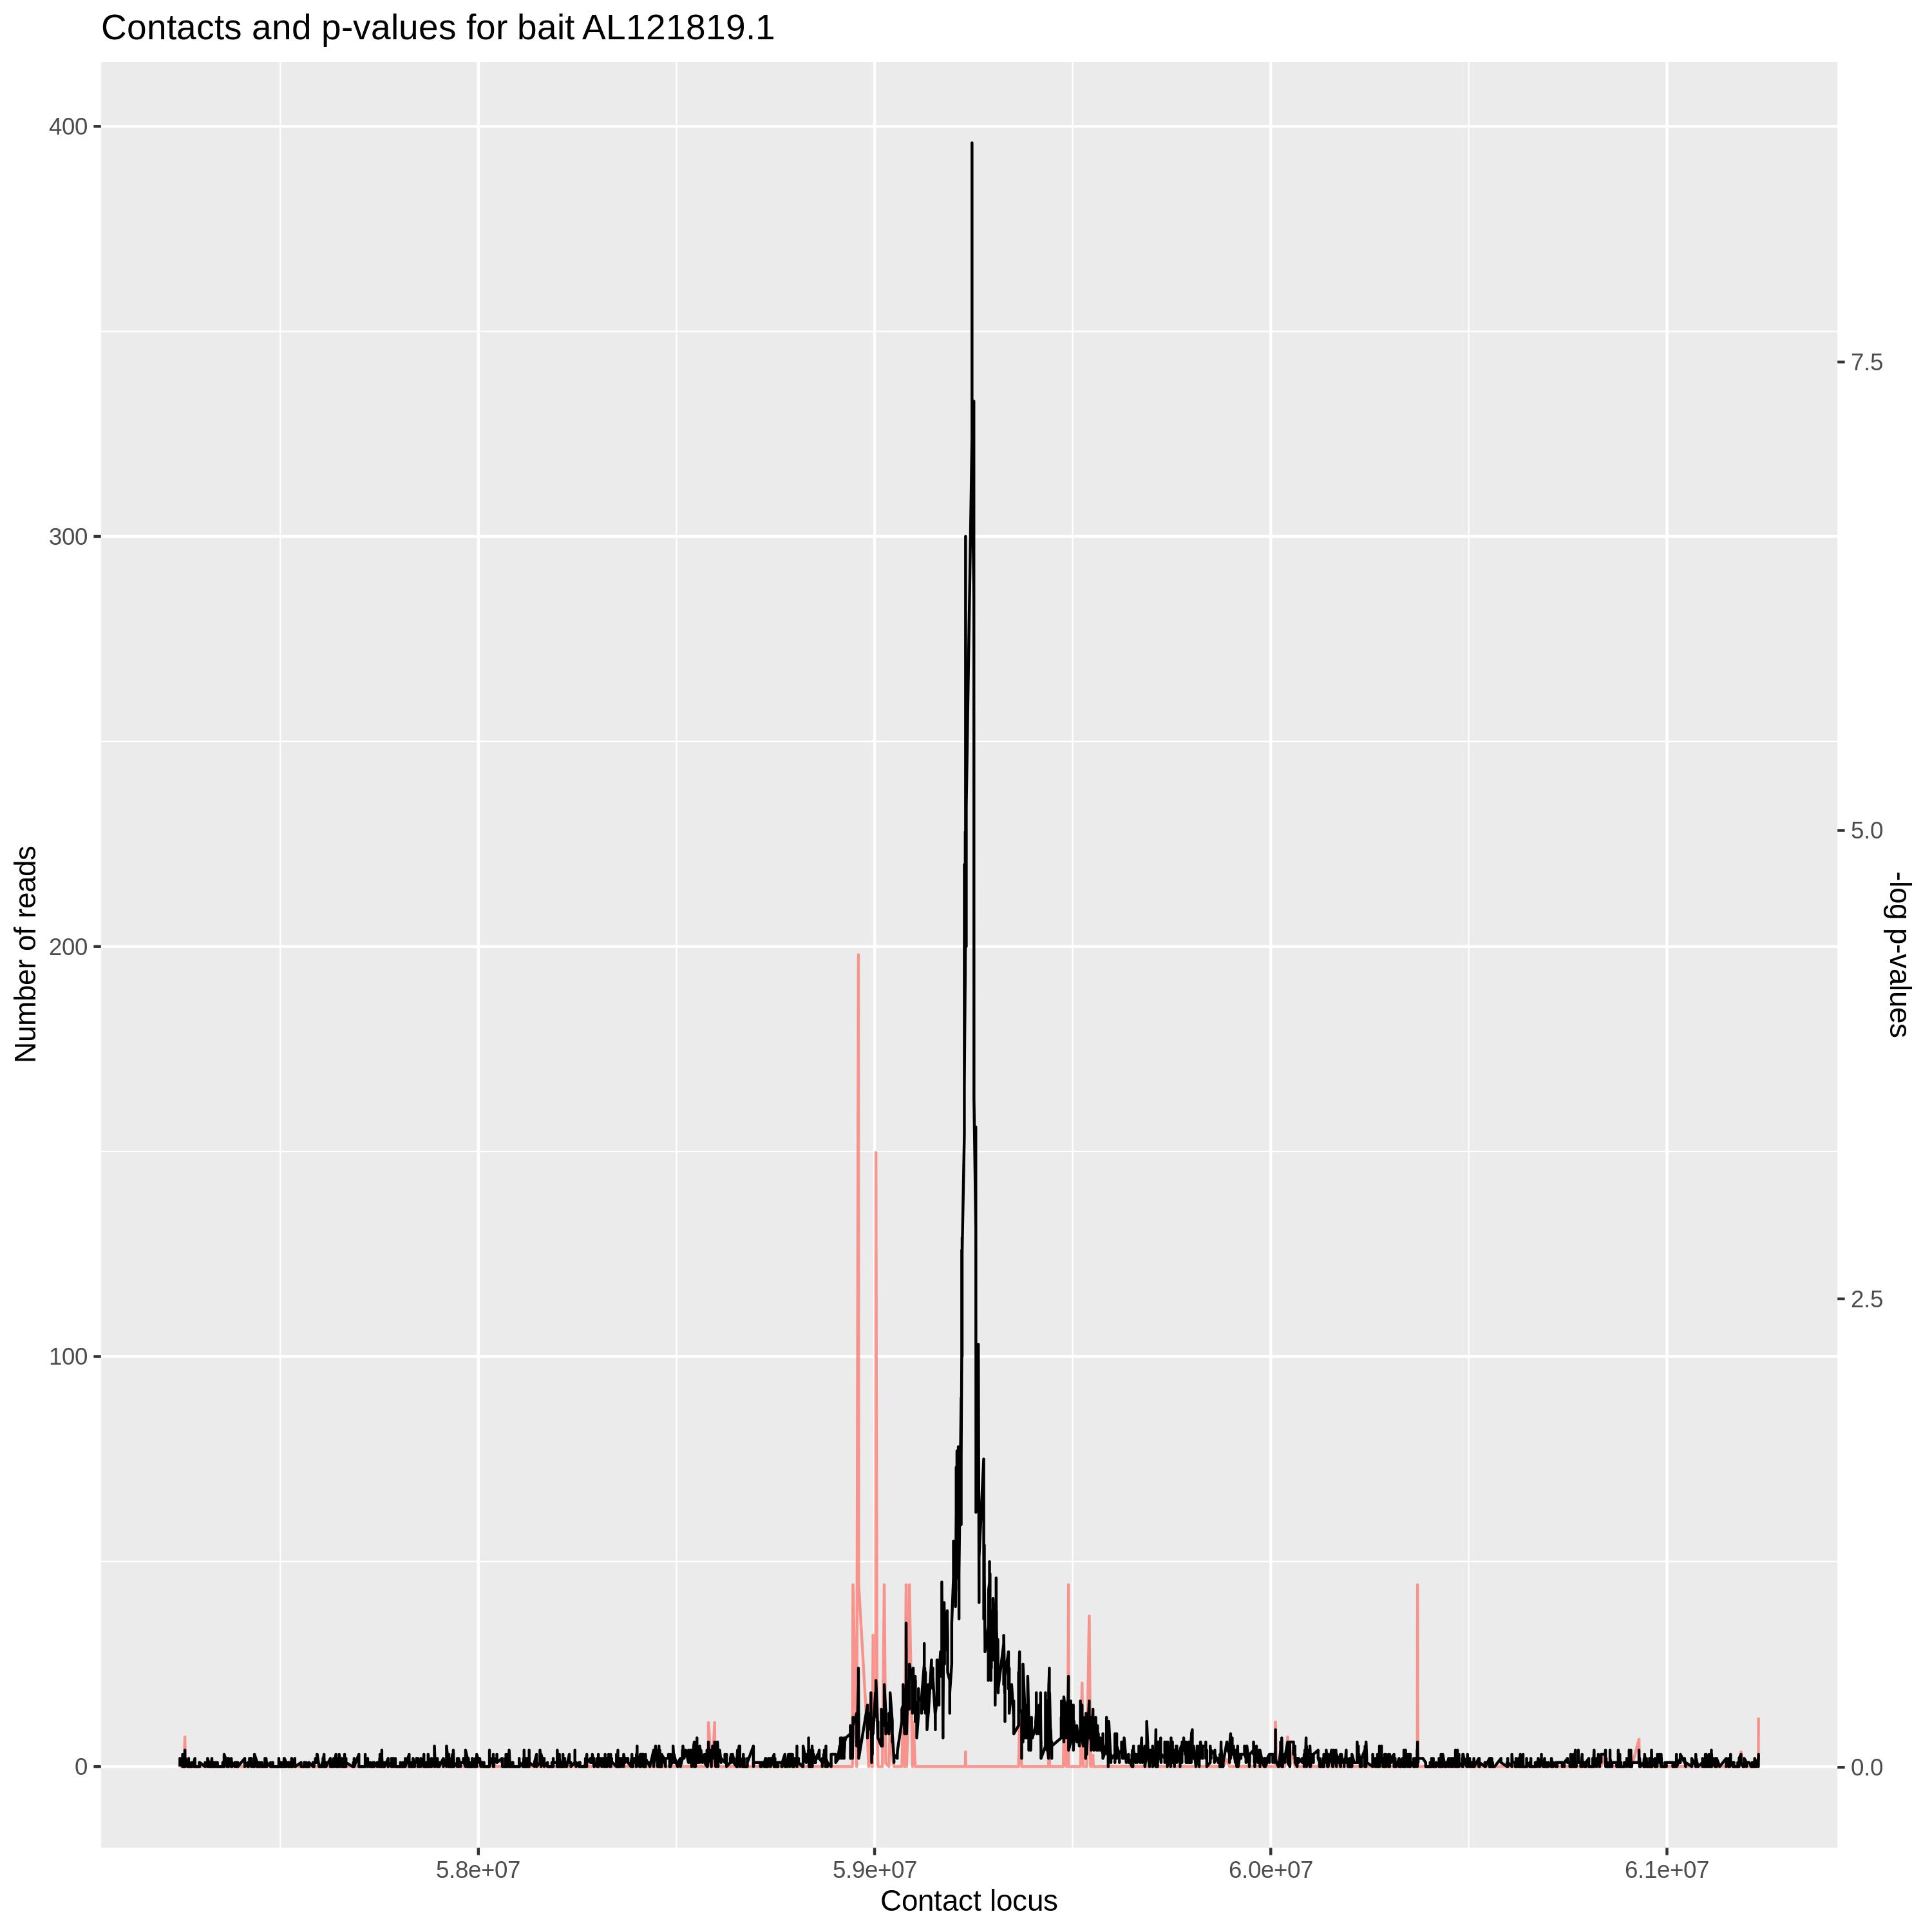 Contacts and p-values for bait AL121819.1
400
300
200
100
0
Number of reads
7.5
5.0
2.5
0.0
-log p-values
5.8e+07
5.9e+07
6.0e+07
6.1e+07
Contact locus